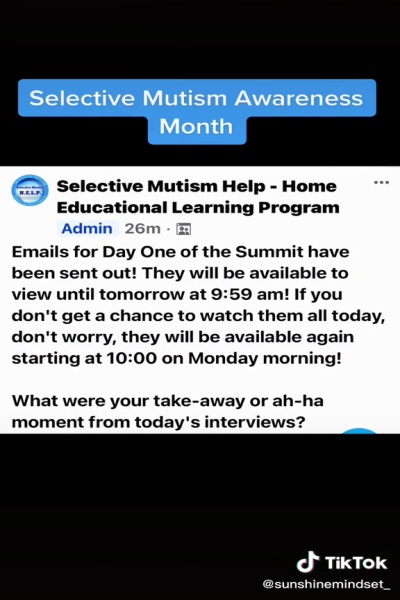 Selective Mutism Awareness
Month
Selective Mutism
H.E.L.P.
Selective Mutism Help - Home
Educational Learning Program
Admin 26m ·
Emails for Day One of the Summit have
been sent out! They will be available to
view until tomorrow at 9:59 am! If you
don't get a chance to watch them all today,
don't worry, they will be available again
starting at 10:00 on Monday morning!
What were your take-away or ah-ha
moment from today's interviews?
TikTok
@sunshinemindset_